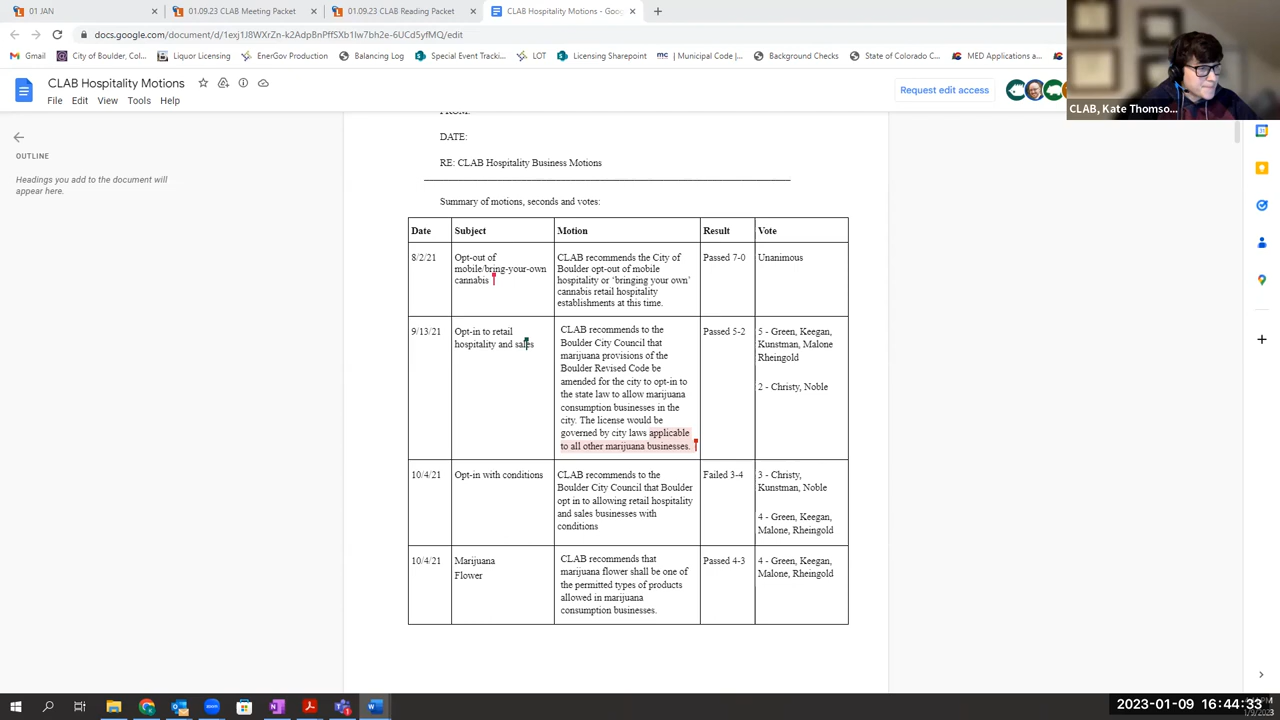 01 JAN
01.09.23 CLAB Meeting Packet
01.09.23 CLAB Reading Packet
CLAB Hospitality Motions - Goo
docs.google.com/document/d/1exj1J8WXrZn-k2AdpBnPffSXb1Iw7bh2e-6UCd5yfMQ/edit
Gmail
City of Boulder, Col...
Liquor Licensing
EnerGov Production
Balancing Log
Special Event Tracki...
LOT
Licensing Sharepoint
mc | Municipal Code |...
Background Checks
State of Colorado C...
MED Applications a
CLAB Hospitality Motions
File Edit View Tools Help
Request edit access
CLAB, Kate Thomso...
OUTLINE
Headings you add to the document will
appear here.
FROM:
DATE:
RE: CLAB Hospitality Business Motions
Summary of motions, seconds and votes:
Date Subject Motion Result Vote
8/2/21
Opt-out of
mobile/bring-your-own
cannabis
CLAB recommends the City of
Boulder opt-out of mobile
hospitality or ‘bringing your own’
cannabis retail hospitality
establishments at this time.
Passed 7-0
Unanimous
9/13/21
Opt-in to retail
hospitality and sales
CLAB recommends to the
Boulder City Council that
marijuana provisions of the
Boulder Revised Code be
amended for the city to opt-in to
the state law to allow marijuana
consumption businesses in the
city. The license would be
governed by city laws applicable
to all other marijuana businesses.
Passed 5-2
5 - Green, Keegan,
Kunstman, Malone
Rheingold
2 - Christy, Noble
10/4/21
Opt-in with conditions
CLAB recommends to the
Boulder City Council that Boulder
opt in to allowing retail hospitality
and sales businesses with
conditions
Failed 3-4
3 - Christy,
Kunstman, Noble
4 - Green, Keegan,
Malone, Rheingold
10/4/21
Marijuana
Flower
CLAB recommends that
marijuana flower shall be one of
the permitted types of products
allowed in marijuana
consumption businesses.
Passed 4-3
4 - Green, Keegan,
Malone, Rheingold
2023-01-09 16:44:33